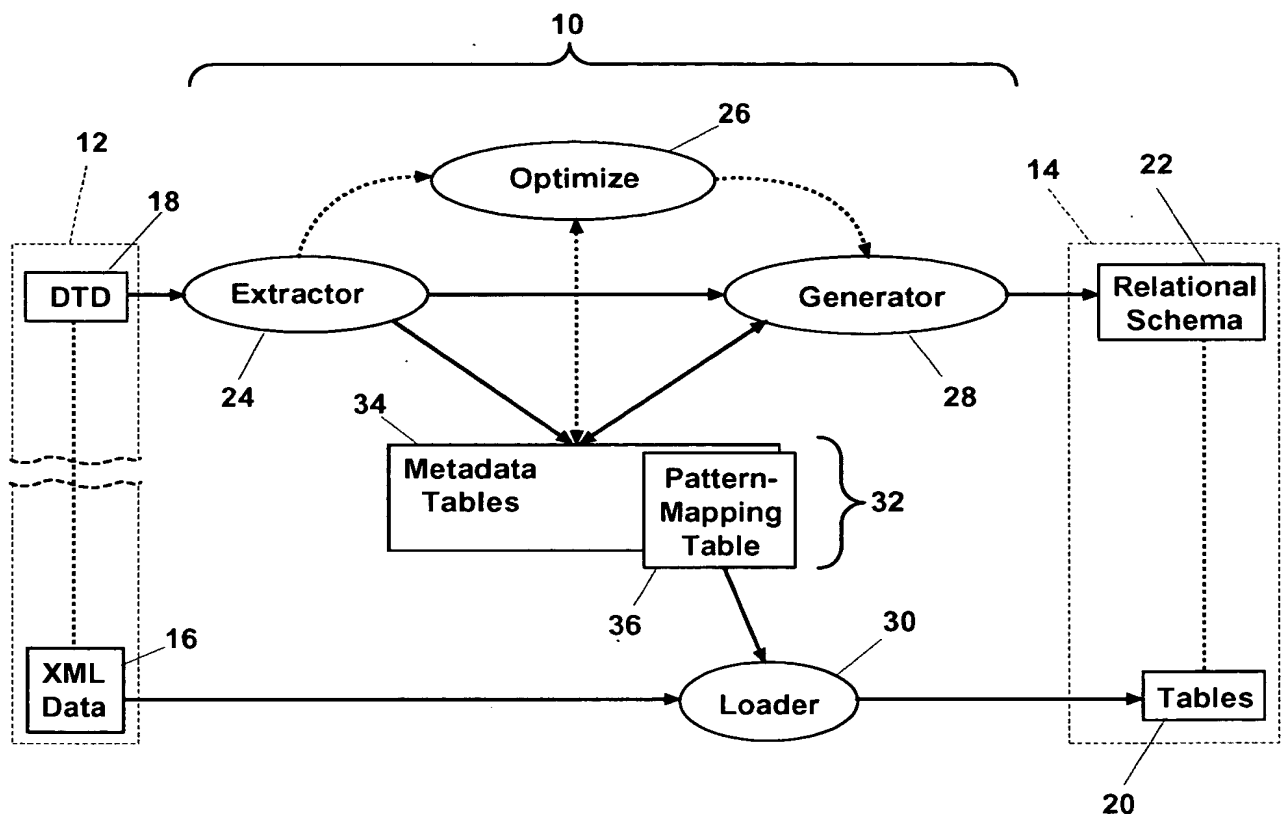 10
26
Optimize
12
18
14
22
DTD
Extractor
Generator
Relational
Schema
24
28
34
Metadata
Tables
Pattern-
Mapping
Table
32
36
30
16
XML
Data
Loader
Tables
20